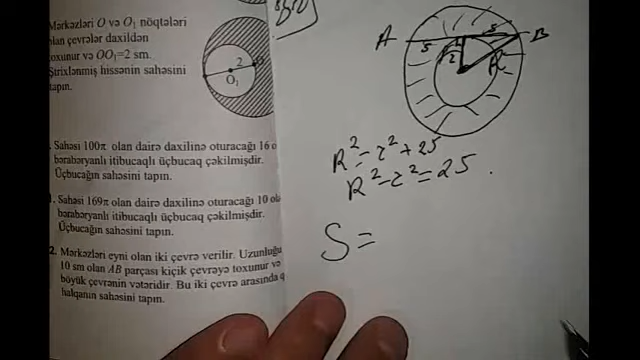 Mərkəzləri O və O₁ nöqtələri
olan çevrələr daxildən
toxunur və OO₁=2 sm.
Ştrixlənmiş hissənin sahəsini
tapın.
2
O₁
Sahəsi 100π olan dairə daxilinə oturacağı 16 o
bərabəryanlı itibucaqlı üçbucaq çəkilmişdir.
Üçbucağın sahəsini tapın.
Sahəsi 169π olan dairə daxilinə oturacağı 10 ola
bərabəryanlı itibucaqlı üçbucaq çəkilmişdir.
Üçbucağın sahəsini tapın.
2. Mərkəzləri eyni olan iki çevrə verilir. Uzunluğu
10 sm olan AB parçası kiçik çevrəyə toxunur və
böyük çevrənin vətəridir. Bu iki çevrə arasında q
halqanın sahəsini tapın.
A 5 5 B
r R
R² = r² + 25
R² − r² = 25 .
S =